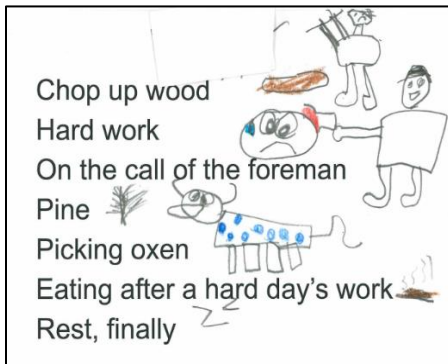 Chop up wood
Hard work
On the call of the foreman
Pine
Picking oxen
Eating after a hard day's work
Rest, finally
zz